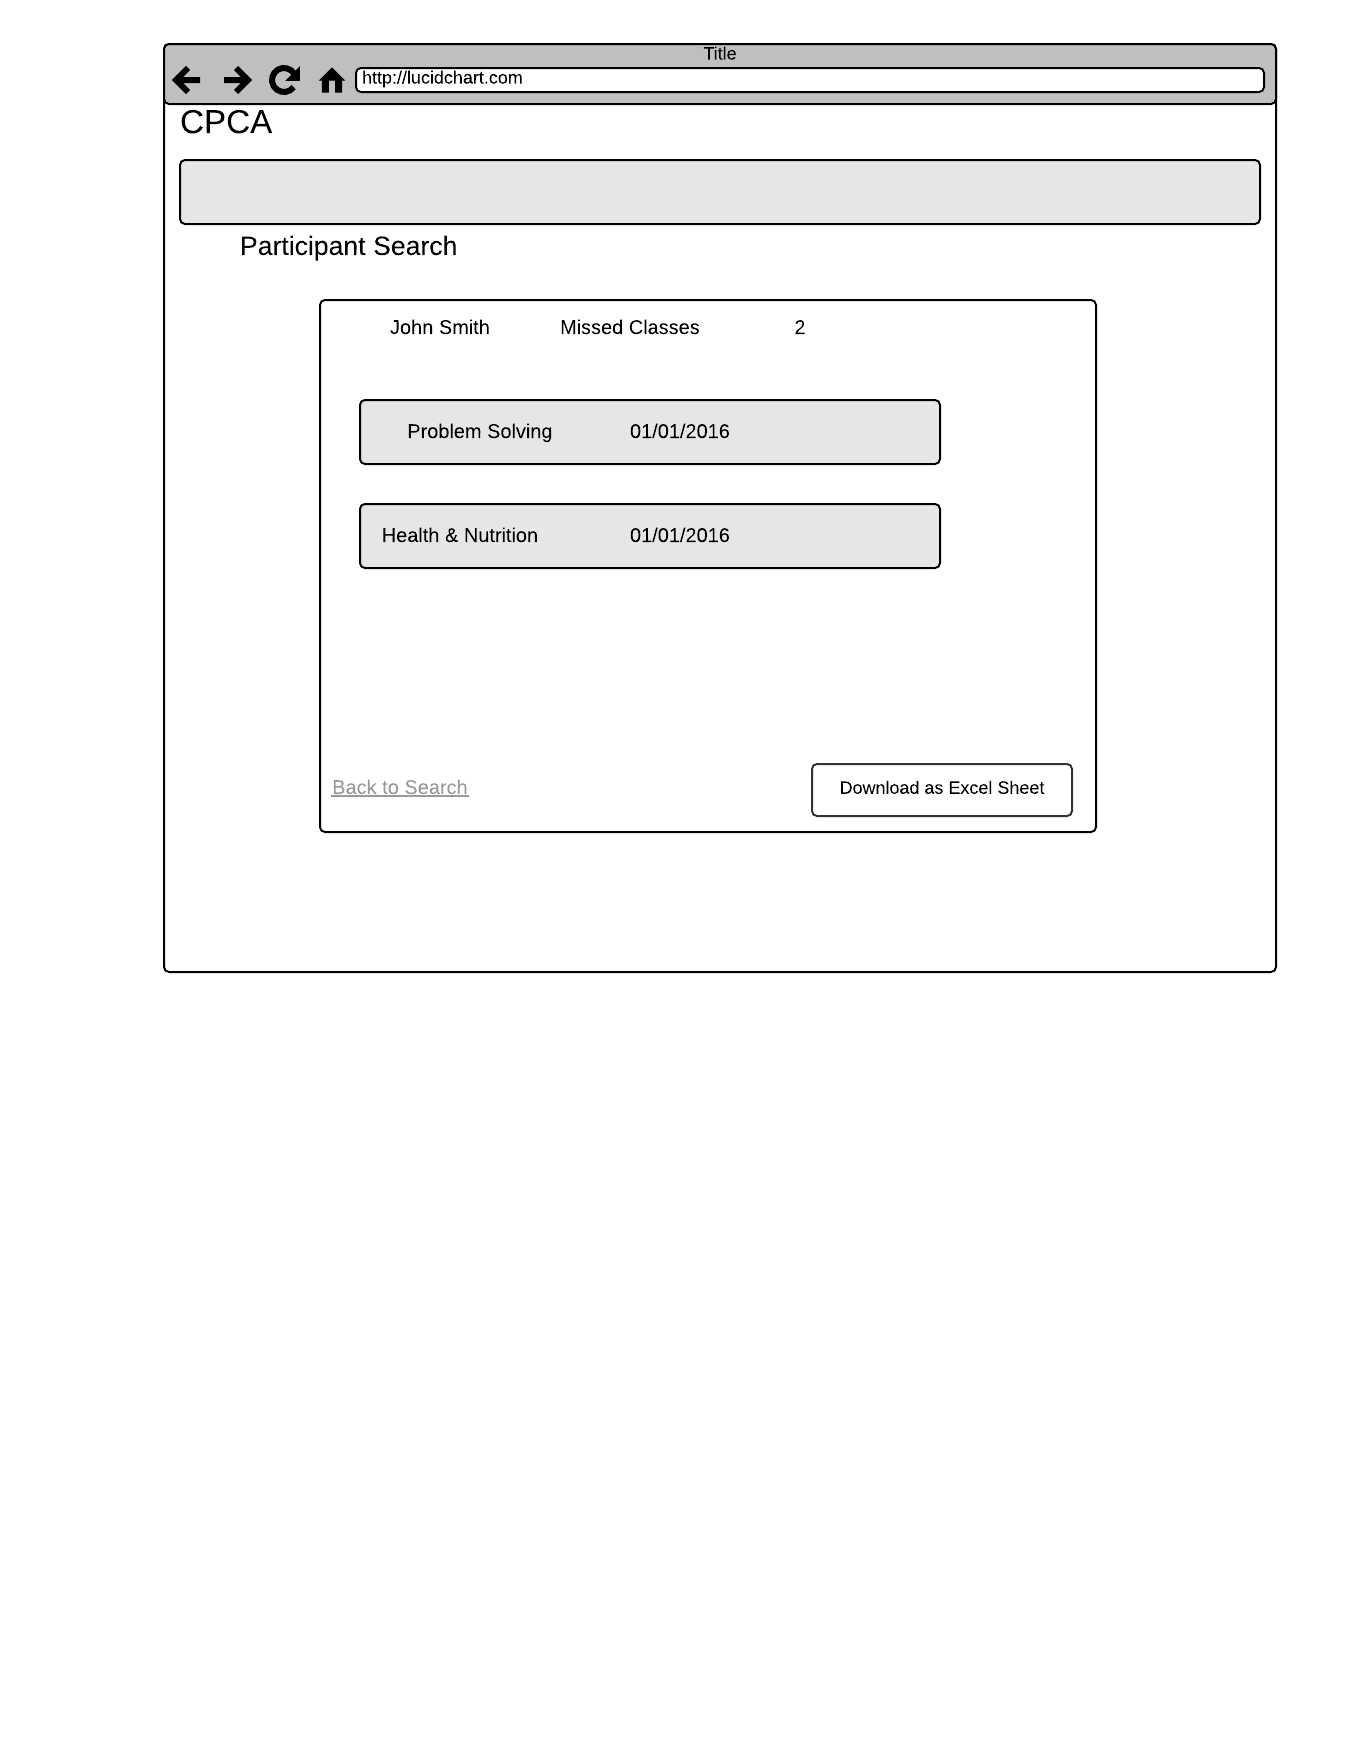 Title
http://lucidchart.com
CPCA
Participant Search
John Smith Missed Classes 2
Problem Solving 01/01/2016
Health & Nutrition 01/01/2016
Back to Search Download as Excel Sheet